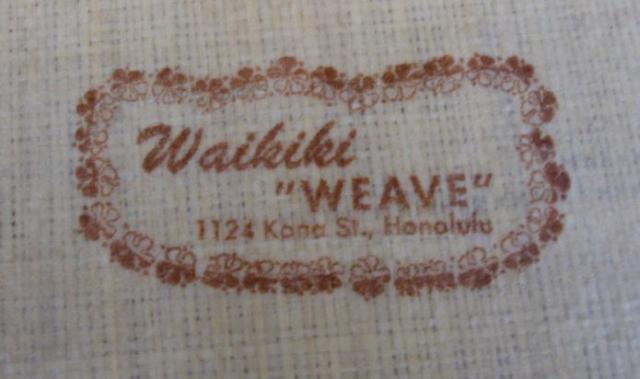 Waikiki
"WEAVE"
1124 Kona St., Honolulu